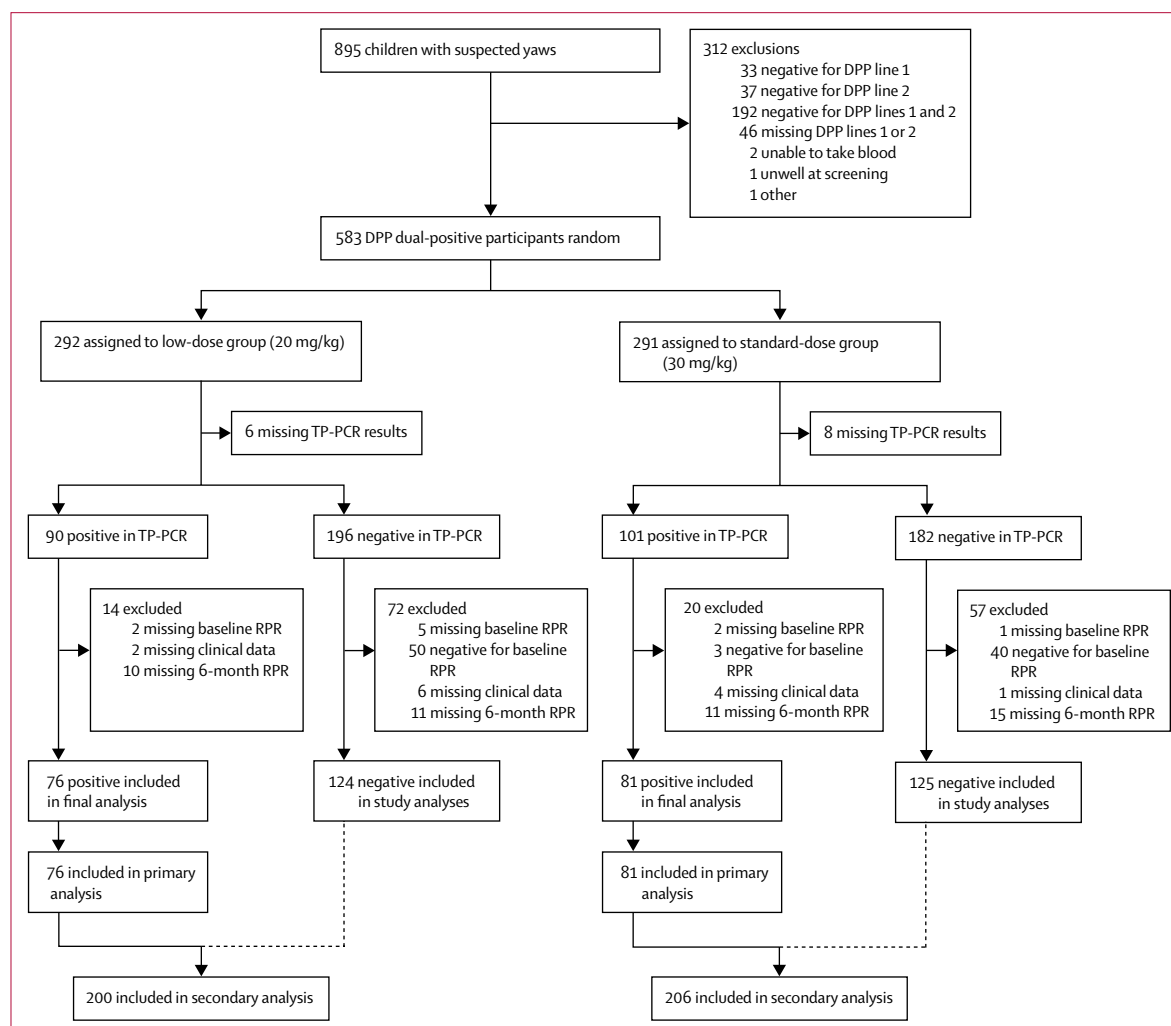 895 children with suspected yaws
312 exclusions
33 negative for DPP line 1
37 negative for DPP line 2
192 negative for DPP lines 1 and 2
46 missing DPP lines 1 or 2
2 unable to take blood
1 unwell at screening
1 other
583 DPP dual-positive participants random
292 assigned to low-dose group (20 mg/kg)
291 assigned to standard-dose group
(30 mg/kg)
6 missing TP-PCR results
8 missing TP-PCR results
90 positive in TP-PCR
196 negative in TP-PCR
101 positive in TP-PCR
182 negative in TP-PCR
14 excluded
2 missing baseline RPR
2 missing clinical data
10 missing 6-month RPR
72 excluded
5 missing baseline RPR
50 negative for baseline
RPR
6 missing clinical data
11 missing 6-month RPR
20 excluded
2 missing baseline RPR
3 negative for baseline
RPR
4 missing clinical data
11 missing 6-month RPR
57 excluded
1 missing baseline RPR
40 negative for baseline
RPR
1 missing clinical data
15 missing 6-month RPR
76 positive included
in final analysis
124 negative included
in study analyses
81 positive included
in final analysis
125 negative included
in study analyses
76 included in primary
analysis
81 included in primary
analysis
200 included in secondary analysis
206 included in secondary analysis